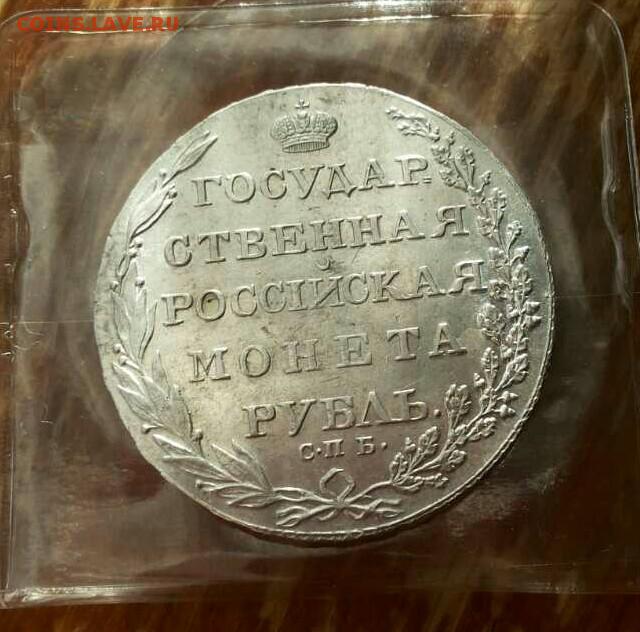 COINS.LAVE.RU
ГОСУДАР
СТВЕННАЯ
РОССІЙСКАЯ
МОНЕТА
РУБЛЬ.
С·П Б.